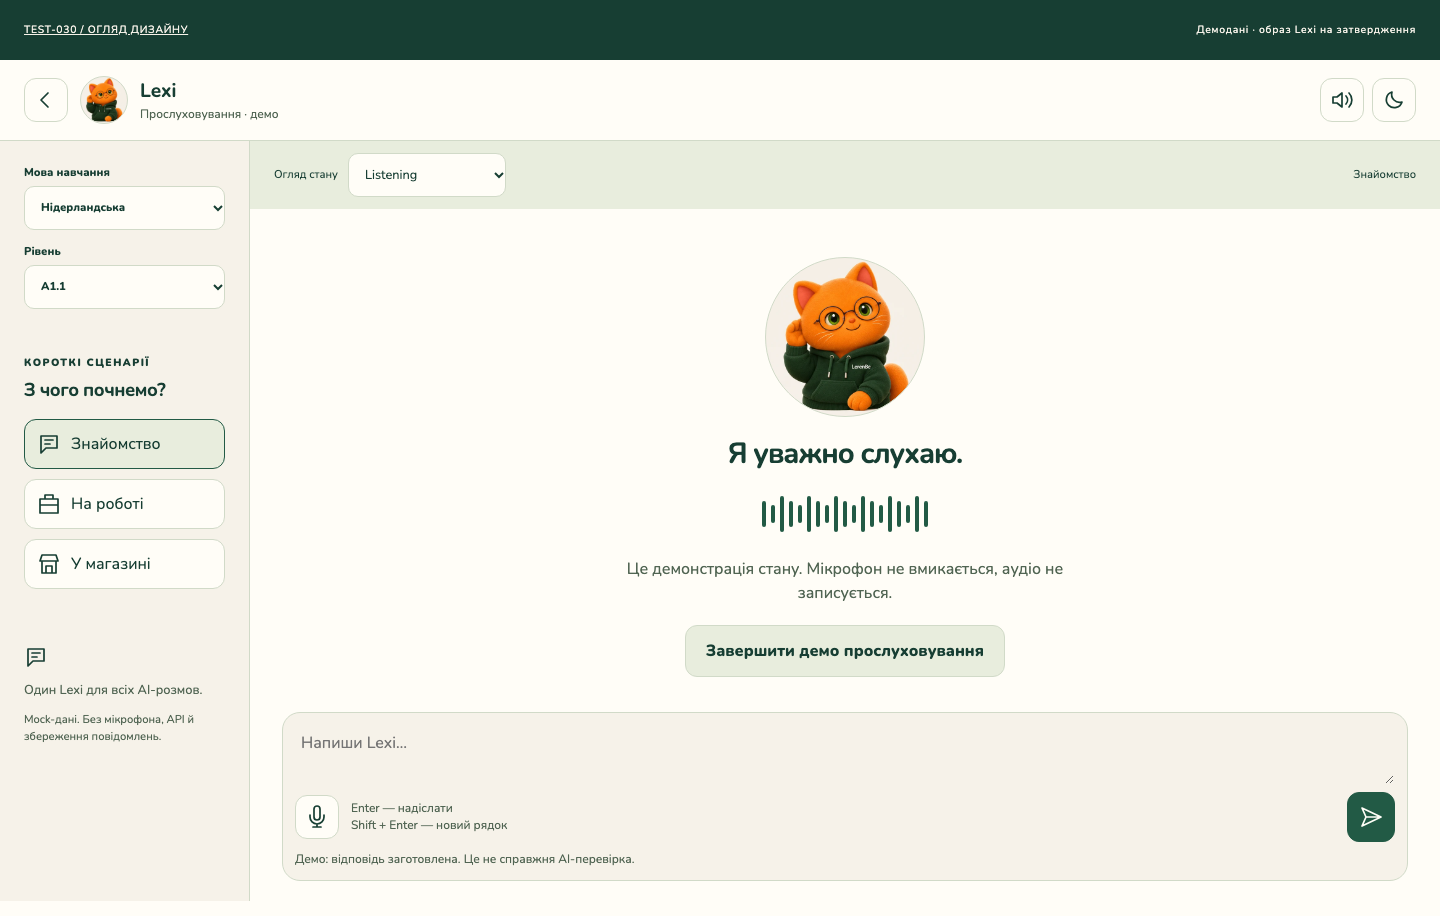 TEST-030 / ОГЛЯД ДИЗАЙНУ
Демодані · образ Lexi на затвердження
Lexi
Прослуховування · демо
Мова навчання
Нідерландська
Рівень
A1.1
КОРОТКІ СЦЕНАРІЇ
З чого почнемо?
Знайомство
На роботі
У магазині
Один Lexi для всіх AI-розмов.
Mock-дані. Без мікрофона, API й
збереження повідомлень.
Огляд стану
Listening
Знайомство
Я уважно слухаю.
Це демонстрація стану. Мікрофон не вмикається, аудіо не
записується.
Завершити демо прослуховування
Напиши Lexi...
Enter — надіслати
Shift + Enter — новий рядок
Демо: відповідь заготовлена. Це не справжня AI-перевірка.